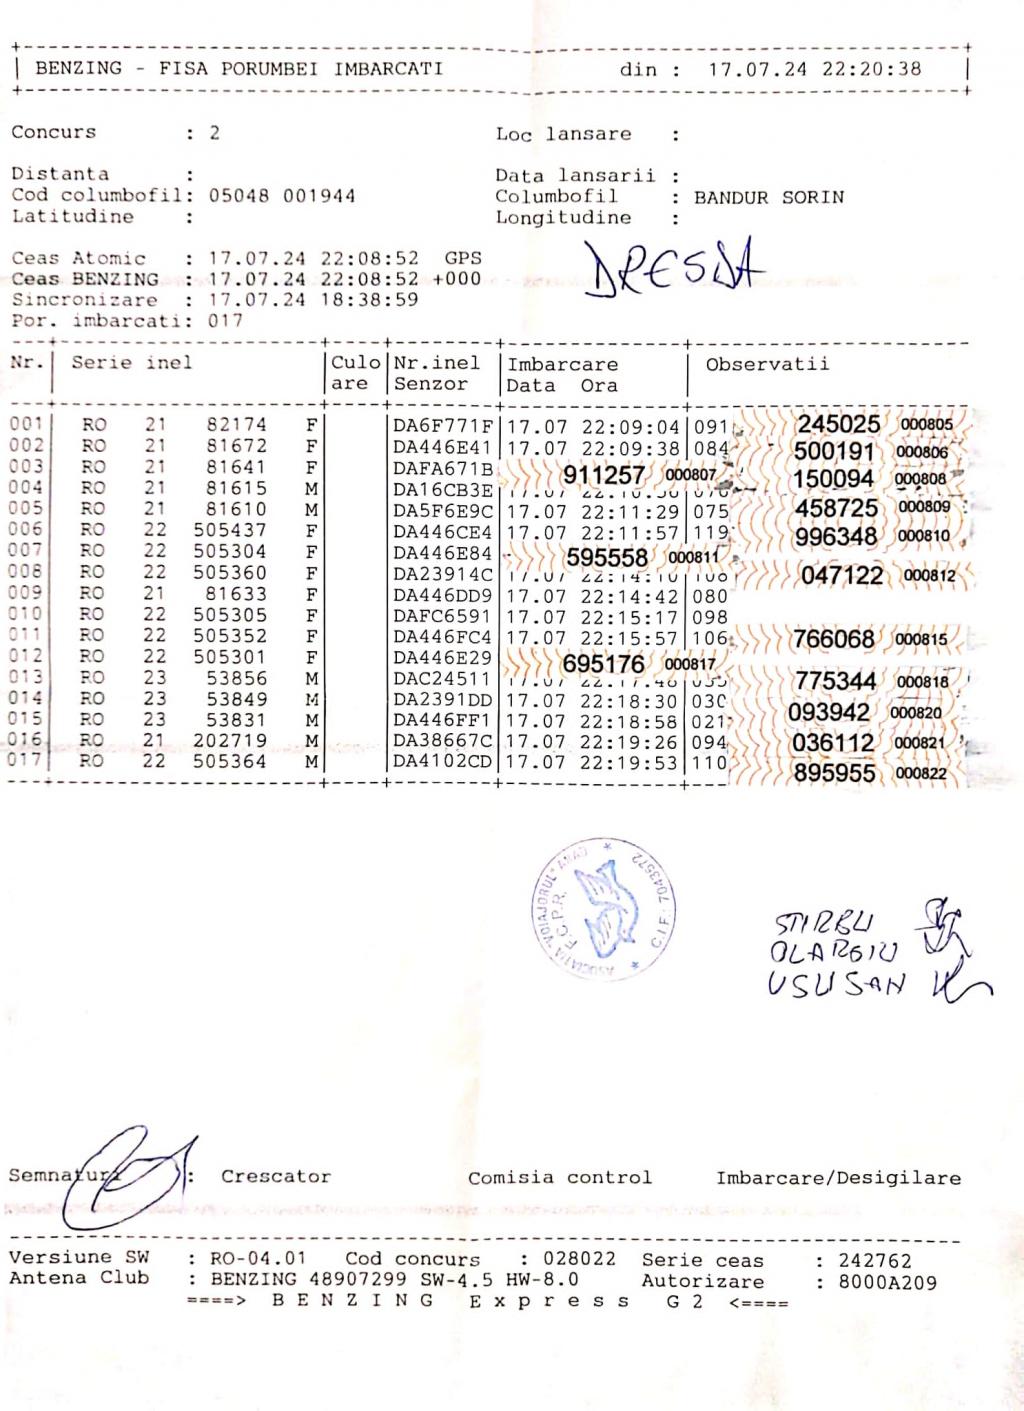 BENZING - FISA PORUMBEI IMBARCATI din : 17.07.24 22:20:38
Concurs : 2 Loc lansare :
Distanta : Data lansarii :
Cod columbofil: 05048 001944 Columbofil : BANDUR SORIN
Latitudine : Longitudine :
DRESDA
Ceas Atomic : 17.07.24 22:08:52 GPS
Ceas BENZING : 17.07.24 22:08:52 +000
Sincronizare : 17.07.24 18:38:59
Por. imbarcati: 017
Nr. Serie inel Culo Nr.inel Imbarcare Observatii
are Senzor Data Ora
001 RO 21 82174 F DA6F771F 17.07 22:09:04 091 245025 000805
002 RO 21 81672 F DA446E41 17.07 22:09:38 084 500191 000806
003 RO 21 81641 F DAFA671B 911257 000807 150094 000808
004 RO 21 81615 M DA16CB3E
005 RO 21 81610 M DA5F6E9C 17.07 22:11:29 075 458725 000809
006 RO 22 505437 F DA446CE4 17.07 22:11:57 119 996348 000810
007 RO 22 505304 F DA446E84 595558 000811
008 RO 22 505360 F DA23914C 047122 000812
009 RO 21 81633 F DA446DD9 17.07 22:14:42 080
010 RO 22 505305 F DAFC6591 17.07 22:15:17 098
011 RO 22 505352 F DA446FC4 17.07 22:15:57 106 766068 000815
012 RO 22 505301 F DA446E29 695176 000817
013 RO 23 53856 M DAC24511 775344 000818
014 RO 23 53849 M DA2391DD 17.07 22:18:30 030 093942 000820
015 RO 23 53831 M DA446FF1 17.07 22:18:58 021
016 RO 21 202719 M DA38667C 17.07 22:19:26 094 036112 000821
017 RO 22 505364 M DA4102CD 17.07 22:19:53 110 895955 000822
ASOCIATIA "VOIAJORUL" ARAD * C.I.F.: 7043572 *
F.C.P.R.
STIRBU
OLARGIU
USUSAN
Semnatura : Crescator Comisia control Imbarcare/Desigilare
Versiune SW : RO-04.01 Cod concurs : 028022 Serie ceas : 242762
Antena Club : BENZING 48907299 SW-4.5 HW-8.0 Autorizare : 8000A209
====> B E N Z I N G E x p r e s s G 2 <====